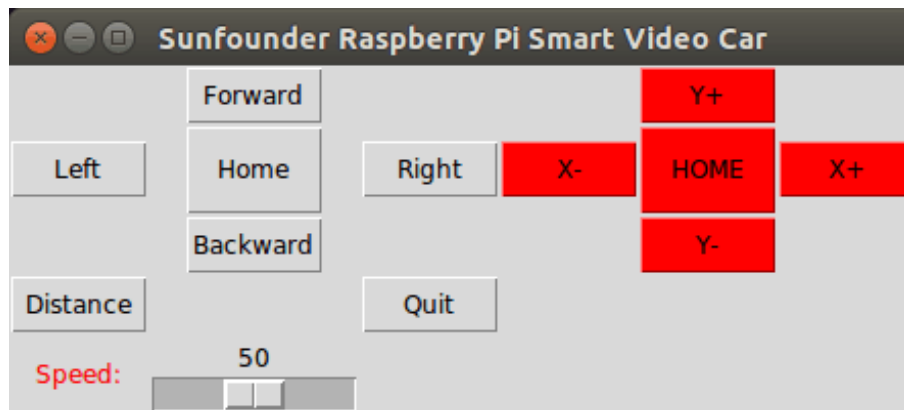 Sunfounder Raspberry Pi Smart Video Car
Forward Y+
Left Home Right X- HOME X+
Backward Y-
Distance Quit
50
Speed: